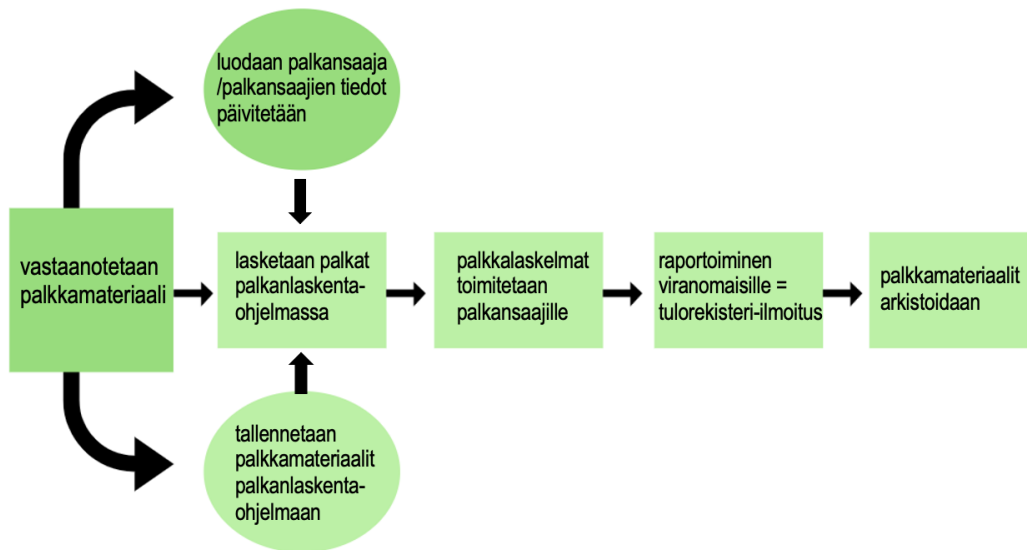 luodaan palkansaaja
/palkansaajien tiedot
päivitetään
vastaanotetaan
palkkamateriaali
lasketaan palkat
palkanlaskenta-
ohjelmassa
palkkalaskelmat
toimitetaan
palkansaajille
raportoiminen
viranomaisille =
tulorekisteri-ilmoitus
palkkamateriaalit
arkistoidaan
tallennetaan
palkkamateriaalit
palkanlaskenta-
ohjelmaan